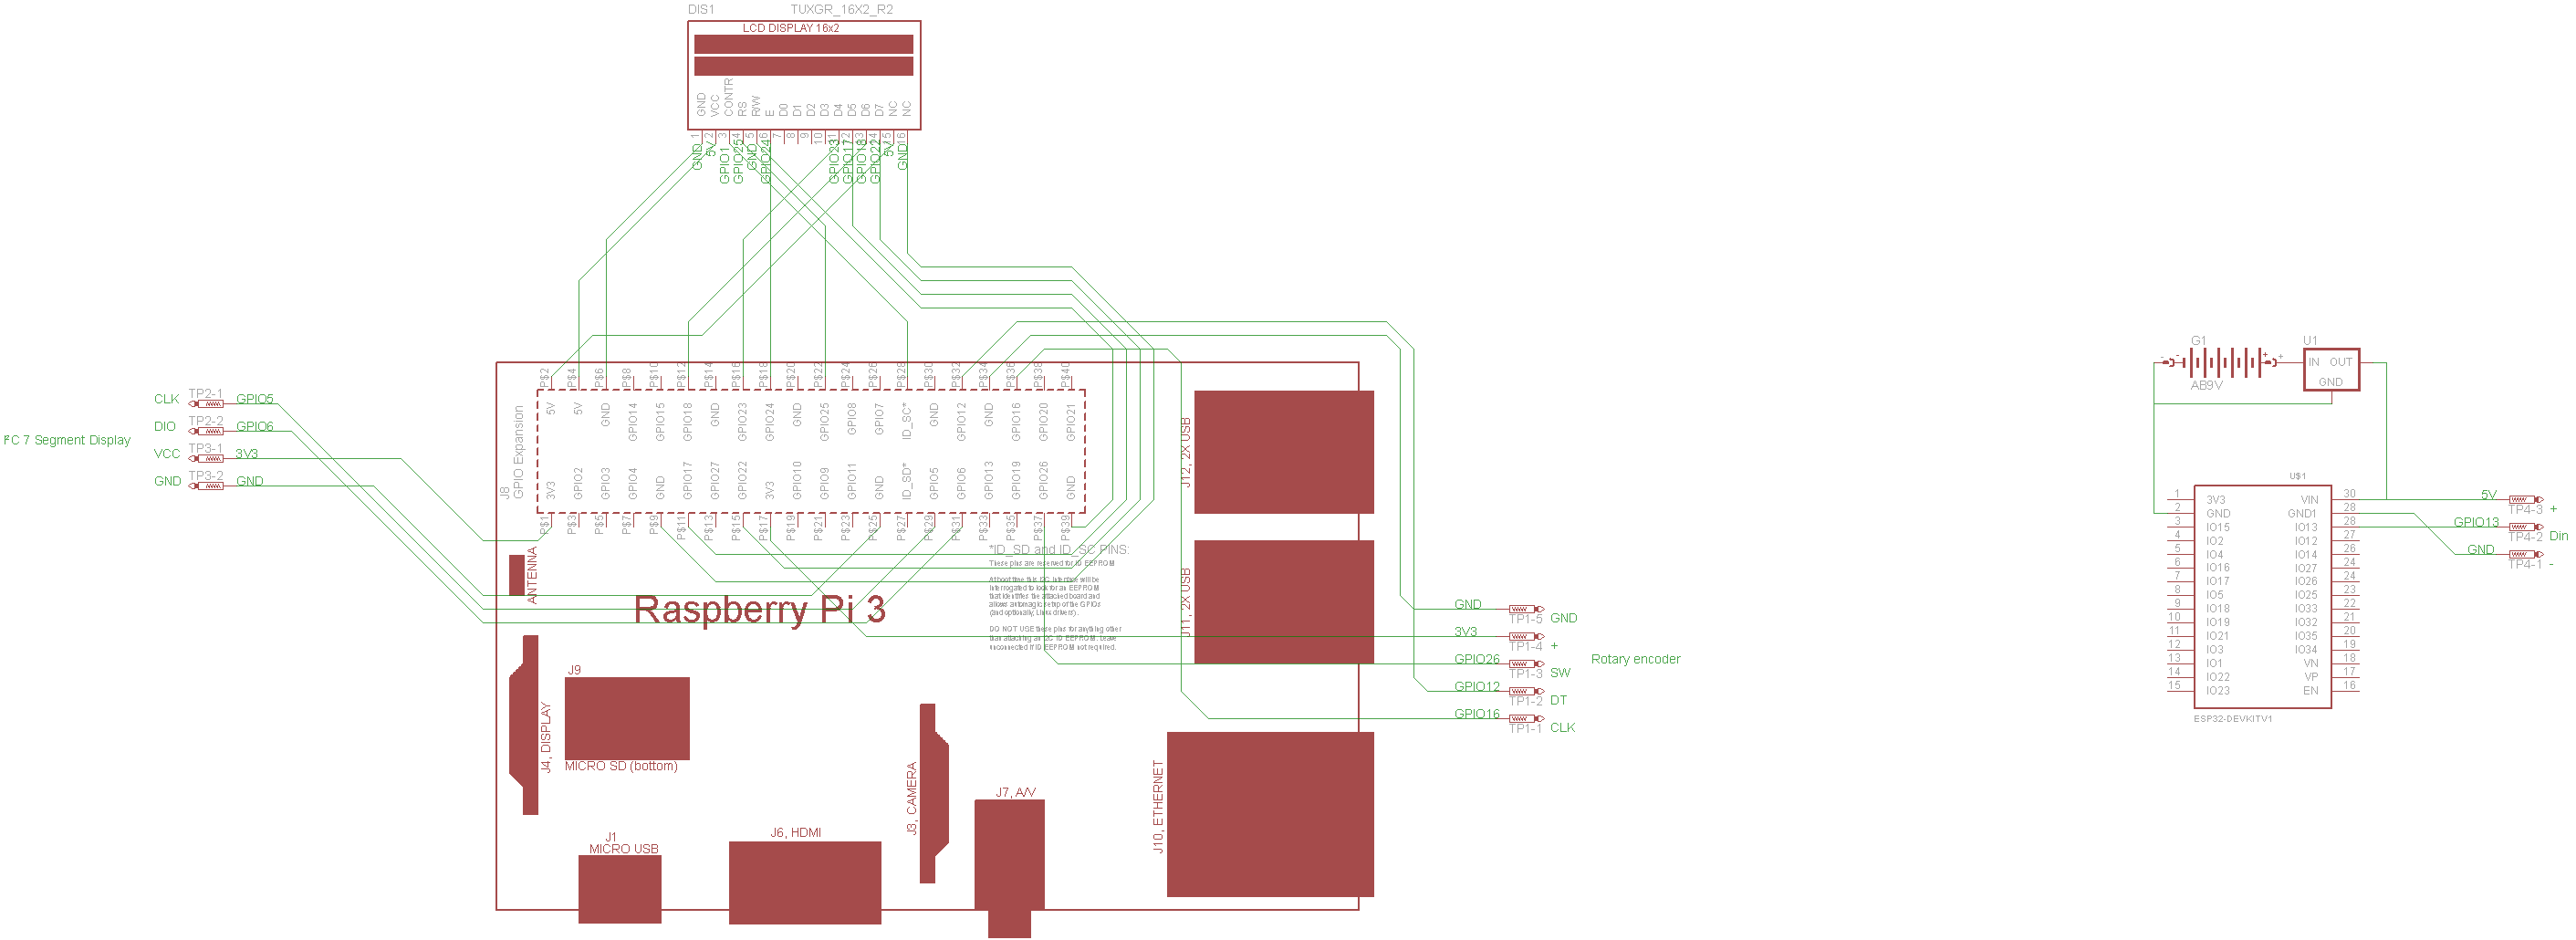 DIS1 TUXGR_16X2_R2
LCD DISPLAY 16x2
GND VCC CONTR RS R/W E D0 D1 D2 D3 D4 D5 D6 D7 NC NC
1 2 3 4 5 6 7 8 9 10 11 12 13 14 15 16
GND 5V GPIO1 GPIO25 GND GPIO24 GPIO23 GPIO17 GPIO18 GPIO22 5V GND
P$2 P$4 P$6 P$8 P$10 P$12 P$14 P$16 P$18 P$20 P$22 P$24 P$26 P$28 P$30 P$32 P$34 P$36 P$38 P$40
5V 5V GND GPIO14 GPIO15 GPIO18 GND GPIO23 GPIO24 GND GPIO25 GPIO8 GPIO7 ID_SC* GND GPIO12 GND GPIO16 GPIO20 GPIO21
J8
GPIO Expansion
3V3 GPIO2 GPIO3 GPIO4 GND GPIO17 GPIO27 GPIO22 3V3 GPIO10 GPIO9 GPIO11 GND ID_SD* GPIO5 GPIO6 GPIO13 GPIO19 GPIO26 GND
P$1 P$3 P$5 P$7 P$9 P$11 P$13 P$15 P$17 P$19 P$21 P$23 P$25 P$27 P$29 P$31 P$33 P$35 P$37 P$39
I²C 7 Segment Display
CLK TP2-1 GPIO5
DIO TP2-2 GPIO6
VCC TP3-1 3V3
GND TP3-2 GND
ANTENNA
Raspberry Pi 3
*ID_SD and ID_SC PINS:
These pins are reserved for ID EEPROM.
At boot time this I2C interface will be
interrogated to look for an EEPROM
that identifies the attached board and
allows automagic setup of the GPIOs
(and optionally, Linux drivers).
DO NOT USE these pins for anything other
than attaching an I2C ID EEPROM. Leave
unconnected if ID EEPROM not required.
J12, 2X USB
J11, 2X USB
J10, ETHERNET
J4, DISPLAY
J9
MICRO SD (bottom)
J1
MICRO USB
J6, HDMI
J3, CAMERA
J7, A/V
GND TP1-5 GND
3V3 TP1-4 +
GPIO26 TP1-3 SW
GPIO12 TP1-2 DT
GPIO16 TP1-1 CLK
Rotary encoder
G1
- - + +
AB9V
U1
IN OUT
GND
U$1
1 3V3 VIN 30
2 GND GND1 28
3 IO15 IO13 28
4 IO2 IO12 27
5 IO4 IO14 26
6 IO16 IO27 24
7 IO17 IO26 24
8 IO5 IO25 23
9 IO18 IO33 22
10 IO19 IO32 21
11 IO21 IO35 20
12 IO3 IO34 19
13 IO1 VN 18
14 IO22 VP 17
15 IO23 EN 16
ESP32-DEVKITV1
5V TP4-3 +
GPIO13 TP4-2 Din
GND TP4-1 -